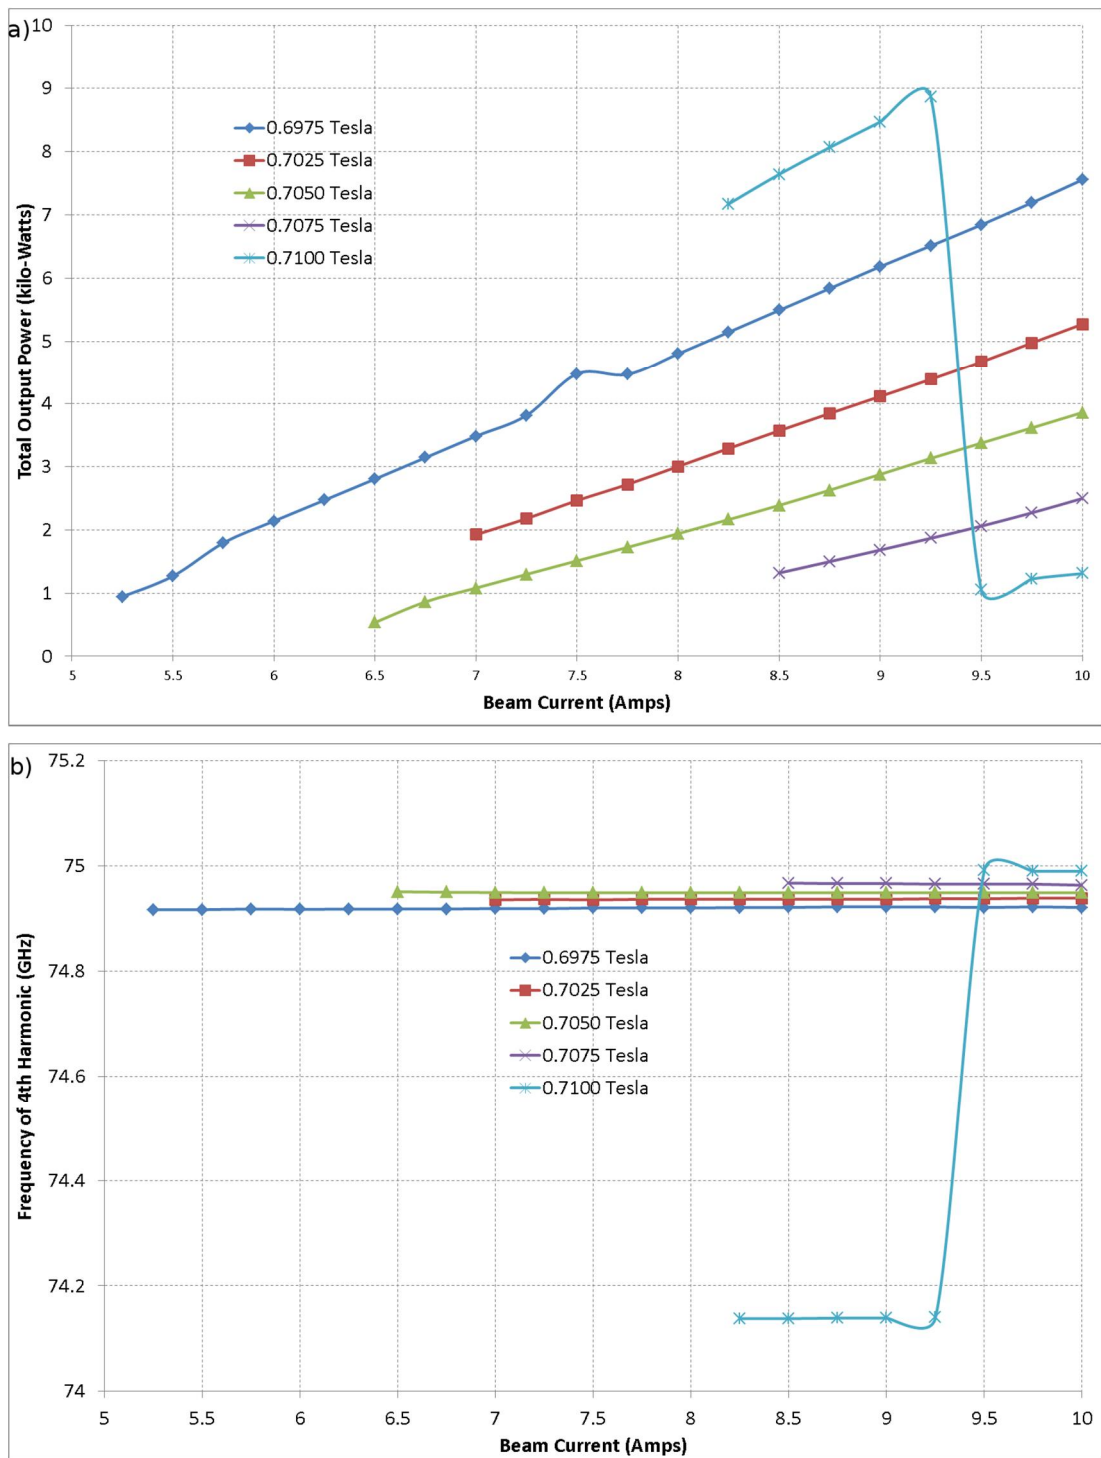 a)
10
9
8
7
6
5
4
3
2
1
0
Total Output Power (kilo-Watts)
0.6975 Tesla
0.7025 Tesla
0.7050 Tesla
0.7075 Tesla
0.7100 Tesla
5 5.5 6 6.5 7 7.5 8 8.5 9 9.5 10
Beam Current (Amps)
b)
75.2
75
74.8
74.6
74.4
74.2
74
Frequency of 4th Harmonic (GHz)
0.6975 Tesla
0.7025 Tesla
0.7050 Tesla
0.7075 Tesla
0.7100 Tesla
5 5.5 6 6.5 7 7.5 8 8.5 9 9.5 10
Beam Current (Amps)